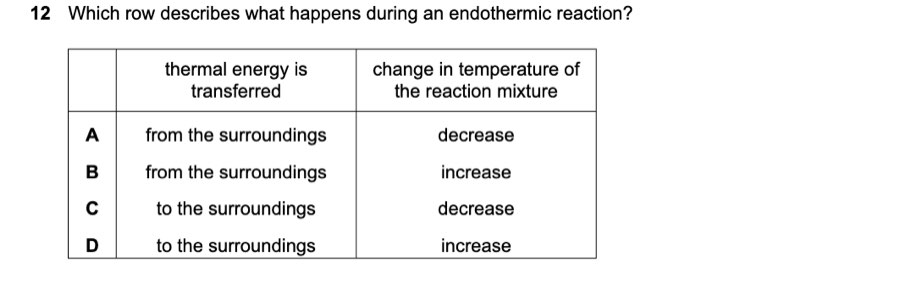 12 Which row describes what happens during an endothermic reaction?
thermal energy is transferred change in temperature of the reaction mixture
A from the surroundings decrease
B from the surroundings increase
C to the surroundings decrease
D to the surroundings increase